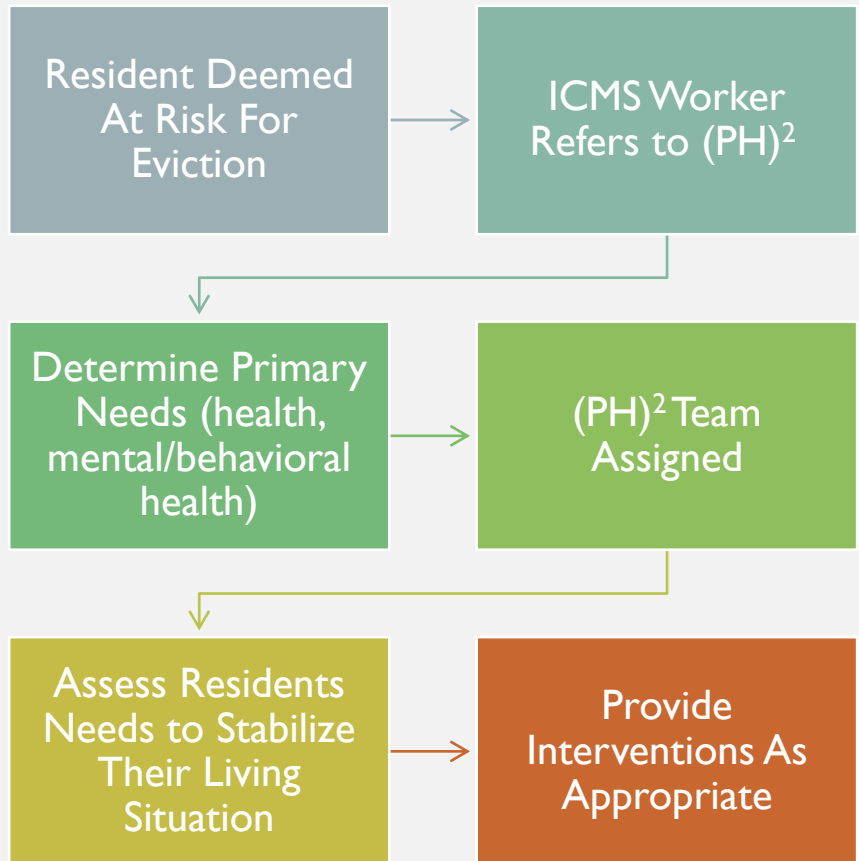 Resident Deemed
At Risk For
Eviction
ICMS Worker
Refers to (PH)²
Determine Primary
Needs (health,
mental/behavioral
health)
(PH)² Team
Assigned
Assess Residents
Needs to Stabilize
Their Living
Situation
Provide
Interventions As
Appropriate